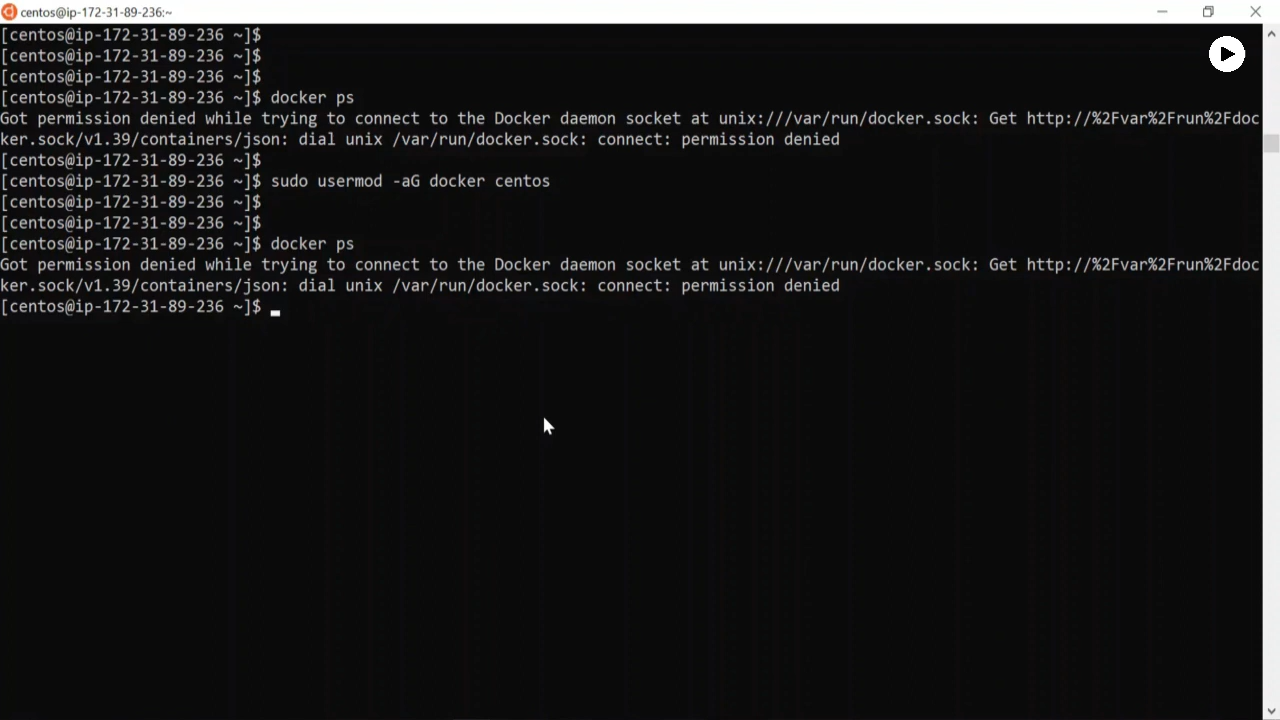 centos@ip-172-31-89-236:~
[centos@ip-172-31-89-236 ~]$
[centos@ip-172-31-89-236 ~]$
[centos@ip-172-31-89-236 ~]$
[centos@ip-172-31-89-236 ~]$ docker ps
Got permission denied while trying to connect to the Docker daemon socket at unix:///var/run/docker.sock: Get http://%2Fvar%2Frun%2Fdoc
ker.sock/v1.39/containers/json: dial unix /var/run/docker.sock: connect: permission denied
[centos@ip-172-31-89-236 ~]$
[centos@ip-172-31-89-236 ~]$ sudo usermod -aG docker centos
[centos@ip-172-31-89-236 ~]$
[centos@ip-172-31-89-236 ~]$
[centos@ip-172-31-89-236 ~]$ docker ps
Got permission denied while trying to connect to the Docker daemon socket at unix:///var/run/docker.sock: Get http://%2Fvar%2Frun%2Fdoc
ker.sock/v1.39/containers/json: dial unix /var/run/docker.sock: connect: permission denied
[centos@ip-172-31-89-236 ~]$